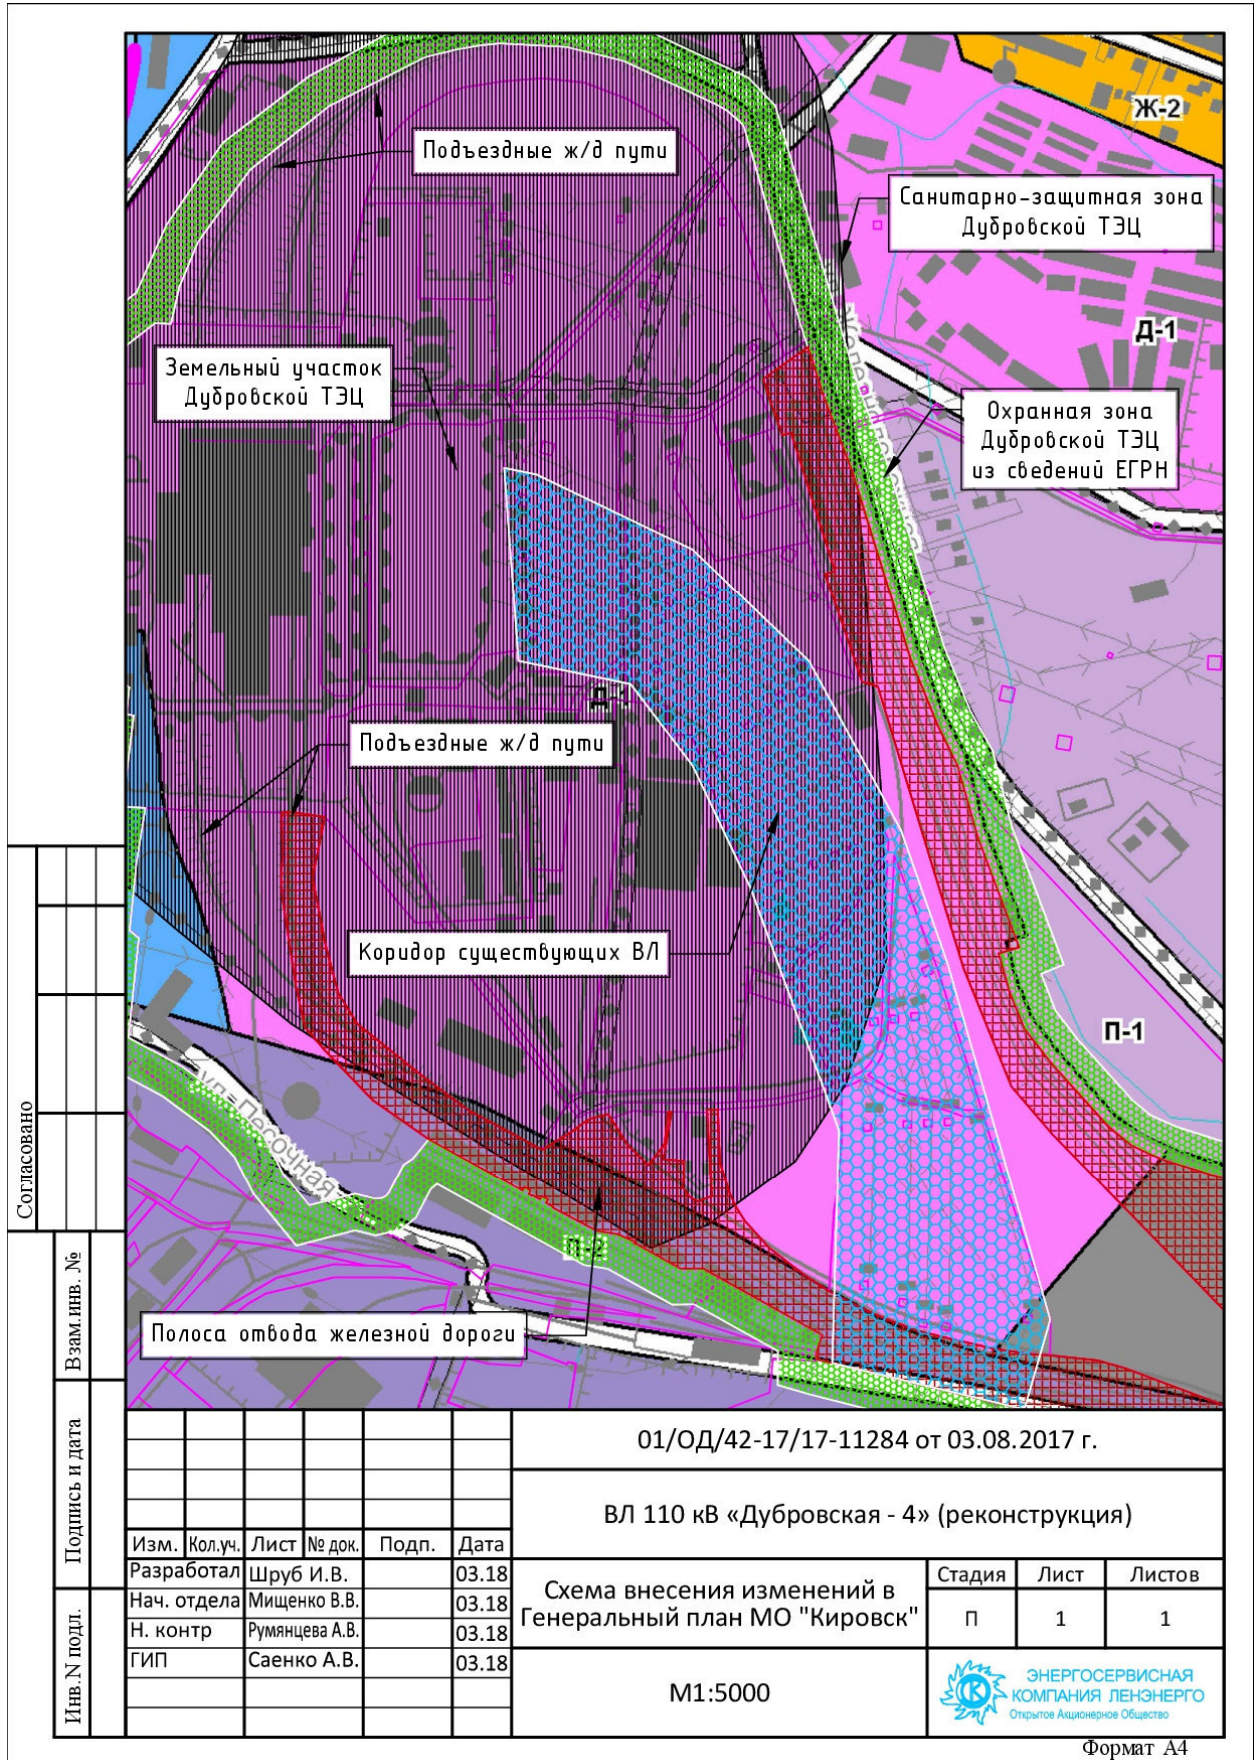 Ж-2
Подъездные ж/д пути
Санитарно-защитная зона
Дубровской ТЭЦ
Д-1
Земельный участок
Дубровской ТЭЦ
Охранная зона
Дубровской ТЭЦ
из сведений ЕГРН
Д-1
Подъездные ж/д пути
Коридор существующих ВЛ
П-1
ул. Песочная
П-2
Полоса отвода железной дороги
Согласовано
Взам.инв. №
Подпись и дата
Инв.N подл.
01/ОД/42-17/17-11284 от 03.08.2017 г.
ВЛ 110 кВ «Дубровская - 4» (реконструкция)
Изм. Кол.уч. Лист № док. Подп. Дата
Разработал Шруб И.В. 03.18
Нач. отдела Мищенко В.В. 03.18
Н. контр Румянцева А.В. 03.18
ГИП Саенко А.В. 03.18
Схема внесения изменений в
Генеральный план МО "Кировск"
Стадия Лист Листов
П 1 1
М1:5000
ЭНЕРГОСЕРВИСНАЯ
КОМПАНИЯ ЛЕНЭНЕРГО
Открытое Акционерное Общество
Формат А4